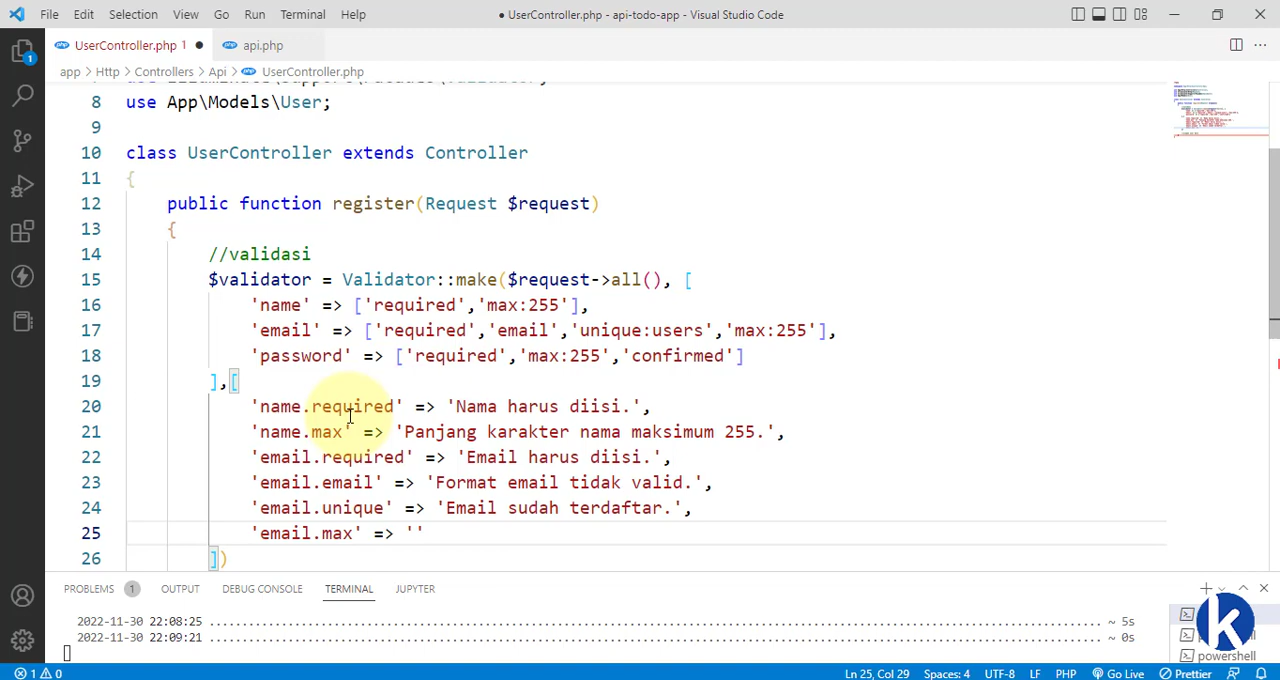 File Edit Selection View Go Run Terminal Help
● UserController.php - api-todo-app - Visual Studio Code
UserController.php 1 ●
api.php
app > Http > Controllers > Api > UserController.php
8 use App\Models\User;
9
10 class UserController extends Controller
11 {
12 public function register(Request $request)
13 {
14 //validasi
15 $validator = Validator::make($request->all(), [
16 'name' => ['required','max:255'],
17 'email' => ['required','email','unique:users','max:255'],
18 'password' => ['required','max:255','confirmed']
19 ],[
20 'name.required' => 'Nama harus diisi.',
21 'name.max' => 'Panjang karakter nama maksimum 255.',
22 'email.required' => 'Email harus diisi.',
23 'email.email' => 'Format email tidak valid.',
24 'email.unique' => 'Email sudah terdaftar.',
25 'email.max' => ''
26 ])
PROBLEMS 1 OUTPUT DEBUG CONSOLE TERMINAL JUPYTER
2022-11-30 22:08:25 ........................................................................................................ ~ 5s
2022-11-30 22:09:21 ........................................................................................................ ~ 0s
k
powershell
1 0 Ln 25, Col 29 Spaces: 4 UTF-8 LF PHP Go Live Prettier